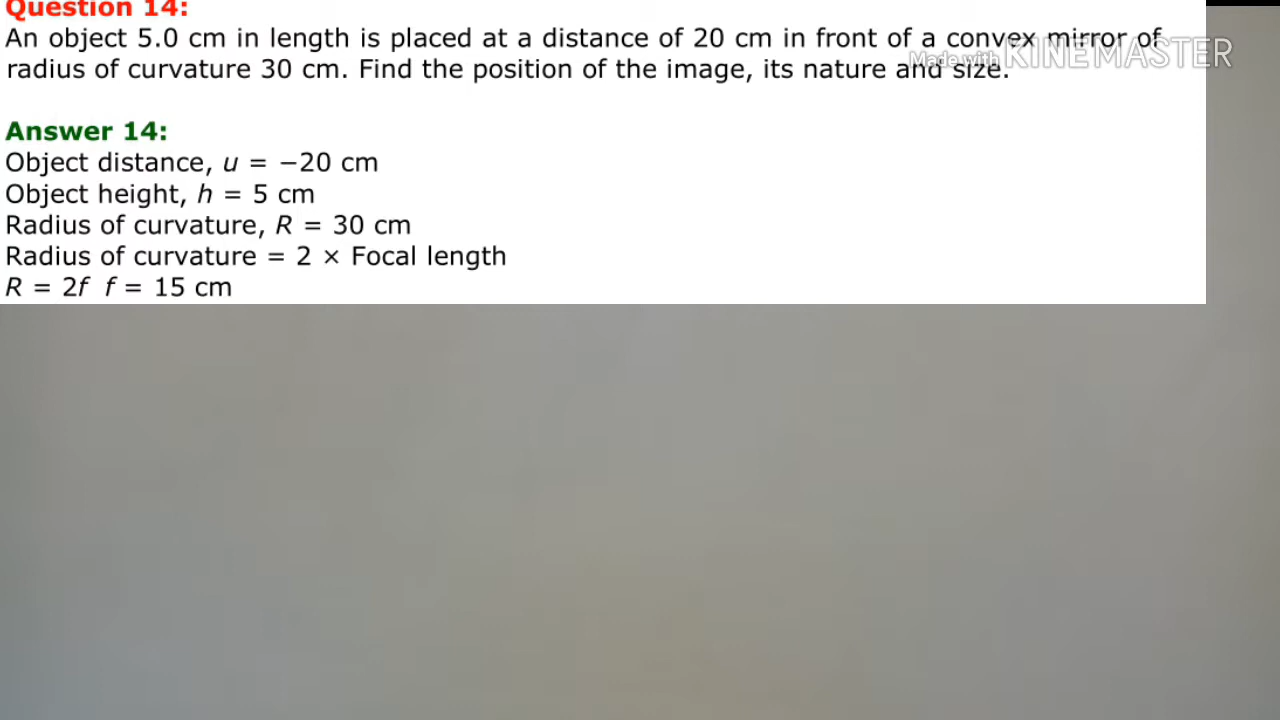 Question 14:
An object 5.0 cm in length is placed at a distance of 20 cm in front of a convex mirror of
radius of curvature 30 cm. Find the position of the image, its nature and size.
Made with KINEMASTER
Answer 14:
Object distance, u = −20 cm
Object height, h = 5 cm
Radius of curvature, R = 30 cm
Radius of curvature = 2 × Focal length
R = 2f f = 15 cm